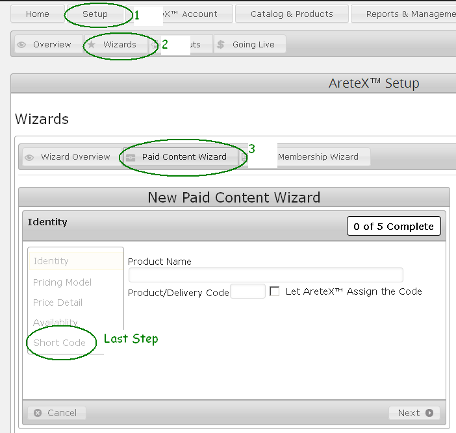 Home Setup 1 X™ Account Catalog & Products Reports & Manageme
Overview Wizards 2 uts Going Live
AreteX™ Setup
Wizards
Wizard Overview Paid Content Wizard 3 Membership Wizard
New Paid Content Wizard
Identity 0 of 5 Complete
Identity
Product Name
Pricing Model
Product/Delivery Code Let AreteX™ Assign the Code
Price Detail
Availablity
Short Code Last Step
Cancel Next